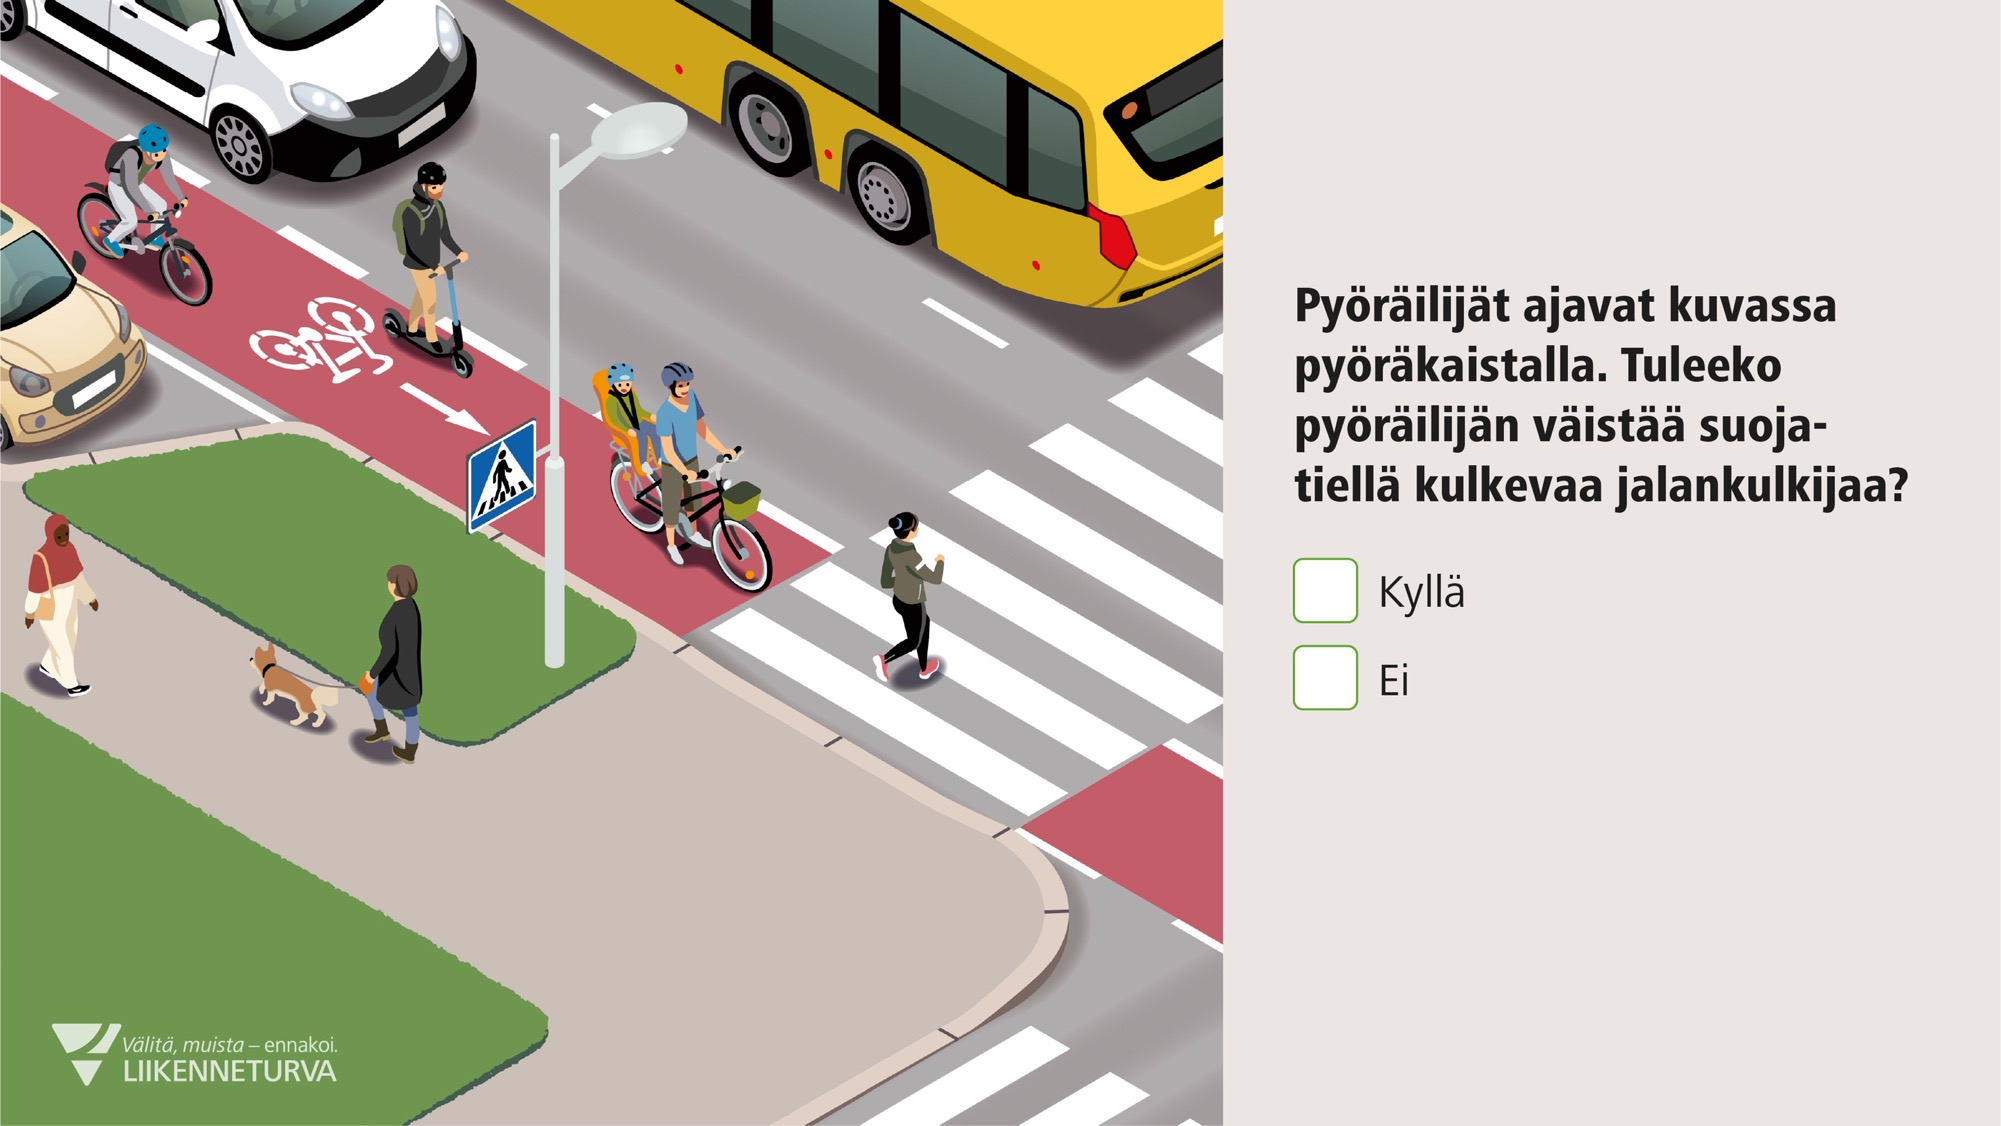 Pyöräilijät ajavat kuvassa
pyöräkaistalla. Tuleeko
pyöräilijän väistää suoja-
tiellä kulkevaa jalankulkijaa?
Kyllä
Ei
Välitä, muista – ennakoi.
LIIKENNETURVA